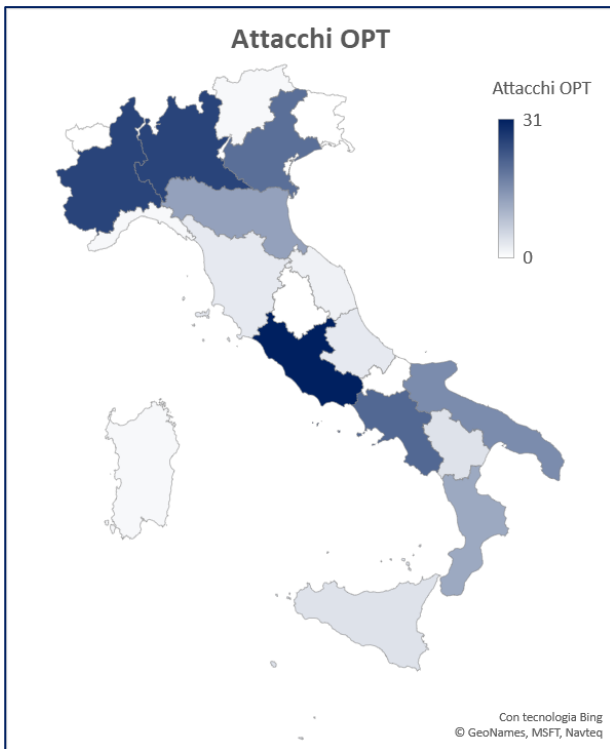 Attacchi OPT
Attacchi OPT
31
0
Con tecnologia Bing
© GeoNames, MSFT, Navteq